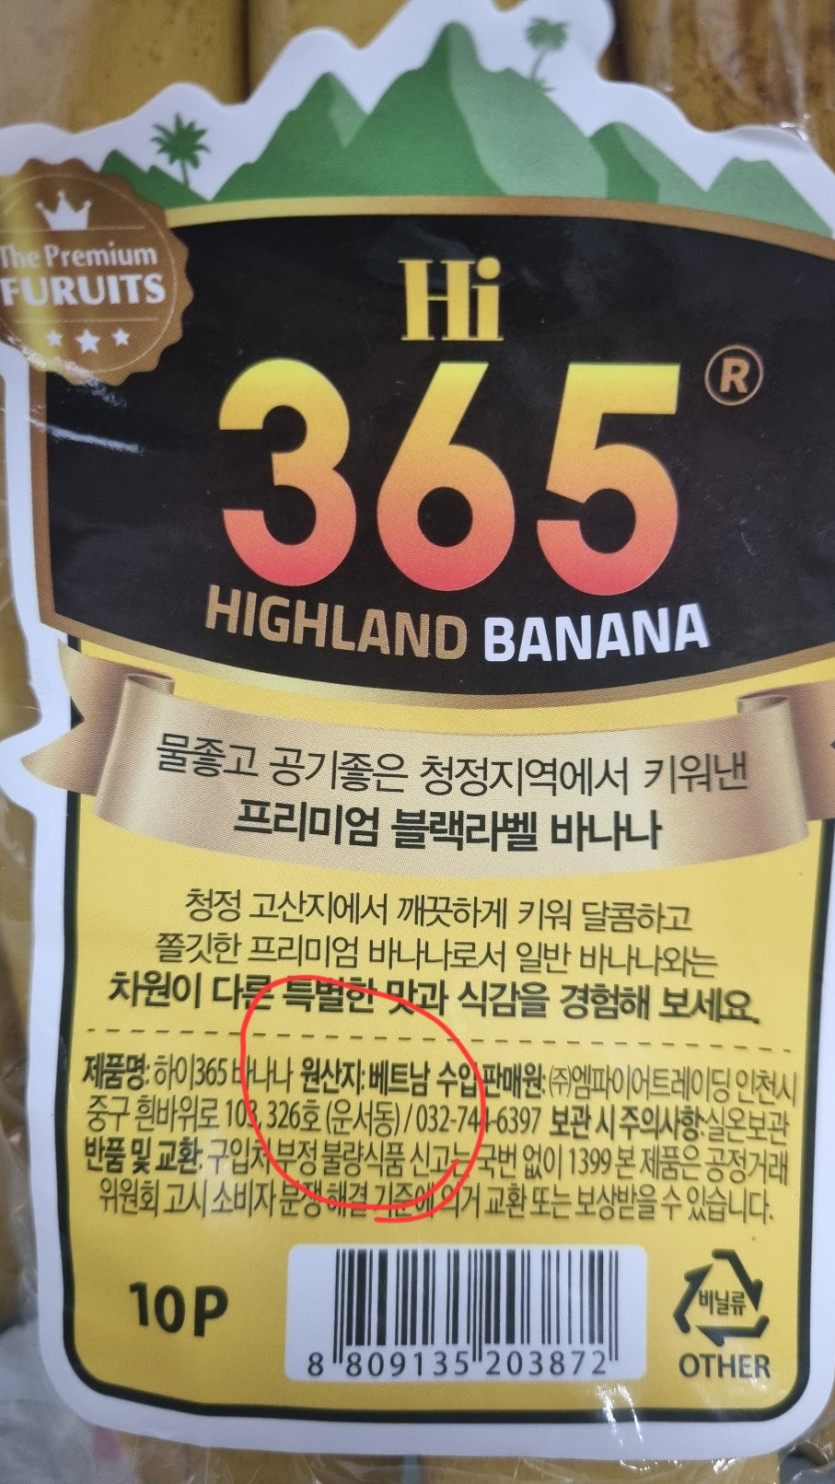 The Premium
FURUITS
Hi
365®
HIGHLAND BANANA
물좋고 공기좋은 청정지역에서 키워낸
프리미엄 블랙라벨 바나나
청정 고산지에서 깨끗하게 키워 달콤하고
쫄깃한 프리미엄 바나나로서 일반 바나나와는
차원이 다른 특별한 맛과 식감을 경험해 보세요.
제품명: 하이365 바나나 원산지: 베트남 수입판매원: ㈜엠파이어트레이딩 인천시
중구 흰바위로 103, 326호 (운서동) / 032-744-6397 보관 시 주의사항:실온보관
반품 및 교환: 구입처 부정 불량식품 신고는 국번 없이 1399 본 제품은 공정거래
위원회 고시 소비자 분쟁 해결 기준에 의거 교환 또는 보상받을 수 있습니다.
10P
8 809135 203872
비닐류
OTHER